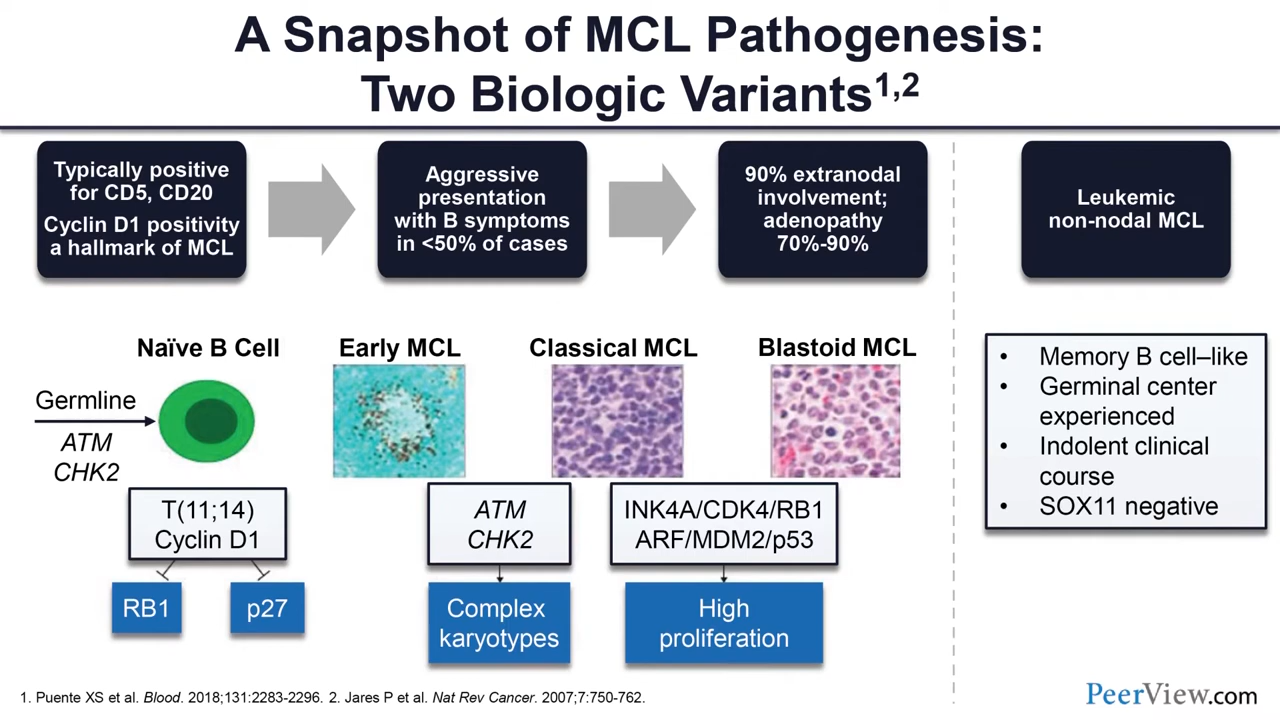 A Snapshot of MCL Pathogenesis:
Two Biologic Variants1,2
Typically positive
for CD5, CD20
Cyclin D1 positivity
a hallmark of MCL
Aggressive
presentation
with B symptoms
in <50% of cases
90% extranodal
involvement;
adenopathy
70%-90%
Leukemic
non-nodal MCL
Naïve B Cell
Early MCL
Classical MCL
Blastoid MCL
Germline
ATM
CHK2
T(11;14)
Cyclin D1
RB1
p27
ATM
CHK2
Complex
karyotypes
INK4A/CDK4/RB1
ARF/MDM2/p53
High
proliferation
• Memory B cell–like
• Germinal center
experienced
• Indolent clinical
course
• SOX11 negative
1. Puente XS et al. Blood. 2018;131:2283-2296. 2. Jares P et al. Nat Rev Cancer. 2007;7:750-762.
PeerView.com